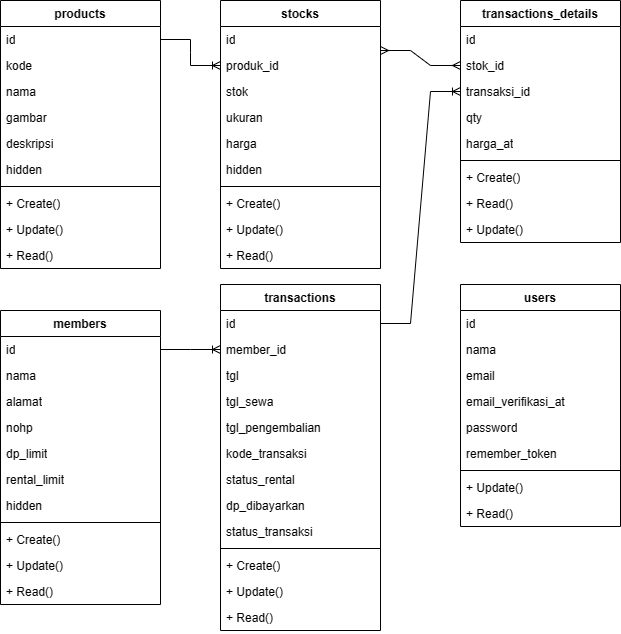 products
id
kode
nama
gambar
deskripsi
hidden
+ Create()
+ Update()
+ Read()
stocks
id
produk_id
stok
ukuran
harga
hidden
+ Create()
+ Update()
+ Read()
transactions_details
id
stok_id
transaksi_id
qty
harga_at
+ Create()
+ Read()
+ Update()
members
id
nama
alamat
nohp
dp_limit
rental_limit
hidden
+ Create()
+ Update()
+ Read()
transactions
id
member_id
tgl
tgl_sewa
tgl_pengembalian
kode_transaksi
status_rental
dp_dibayarkan
status_transaksi
+ Create()
+ Update()
+ Read()
users
id
nama
email
email_verifikasi_at
password
remember_token
+ Update()
+ Read()